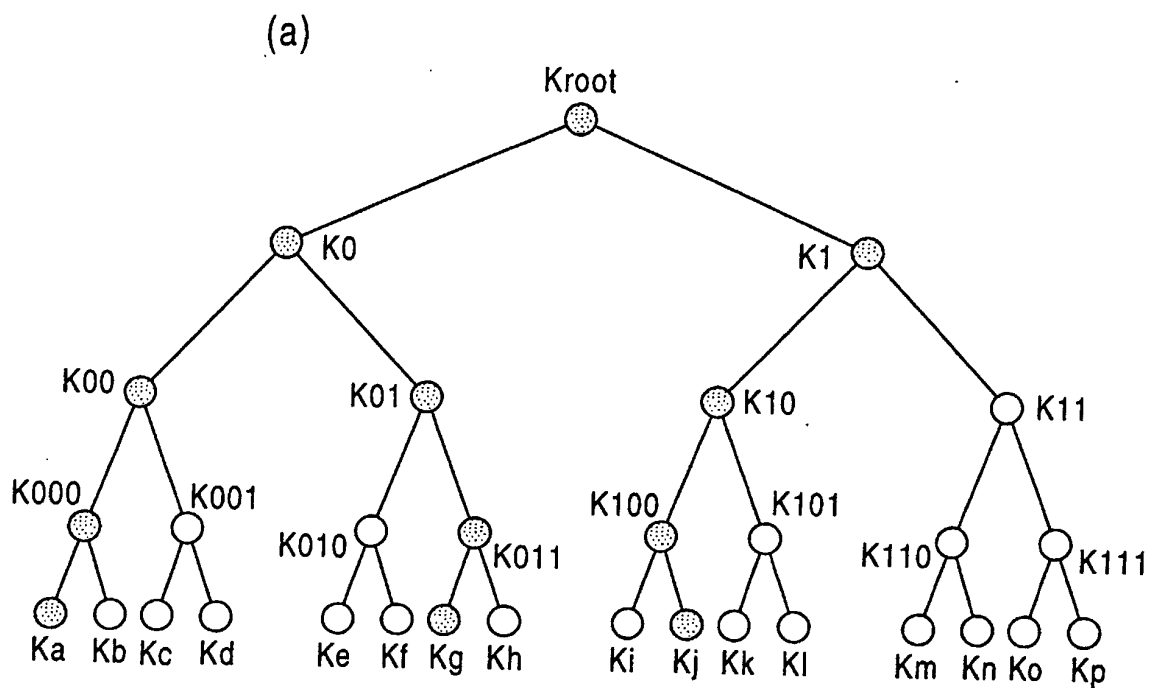 (a)
Kroot
K0
K1
K00
K01
K10
K11
K000
K001
K010
K011
K100
K101
K110
K111
Ka Kb Kc Kd Ke Kf Kg Kh Ki Kj Kk Kl Km Kn Ko Kp